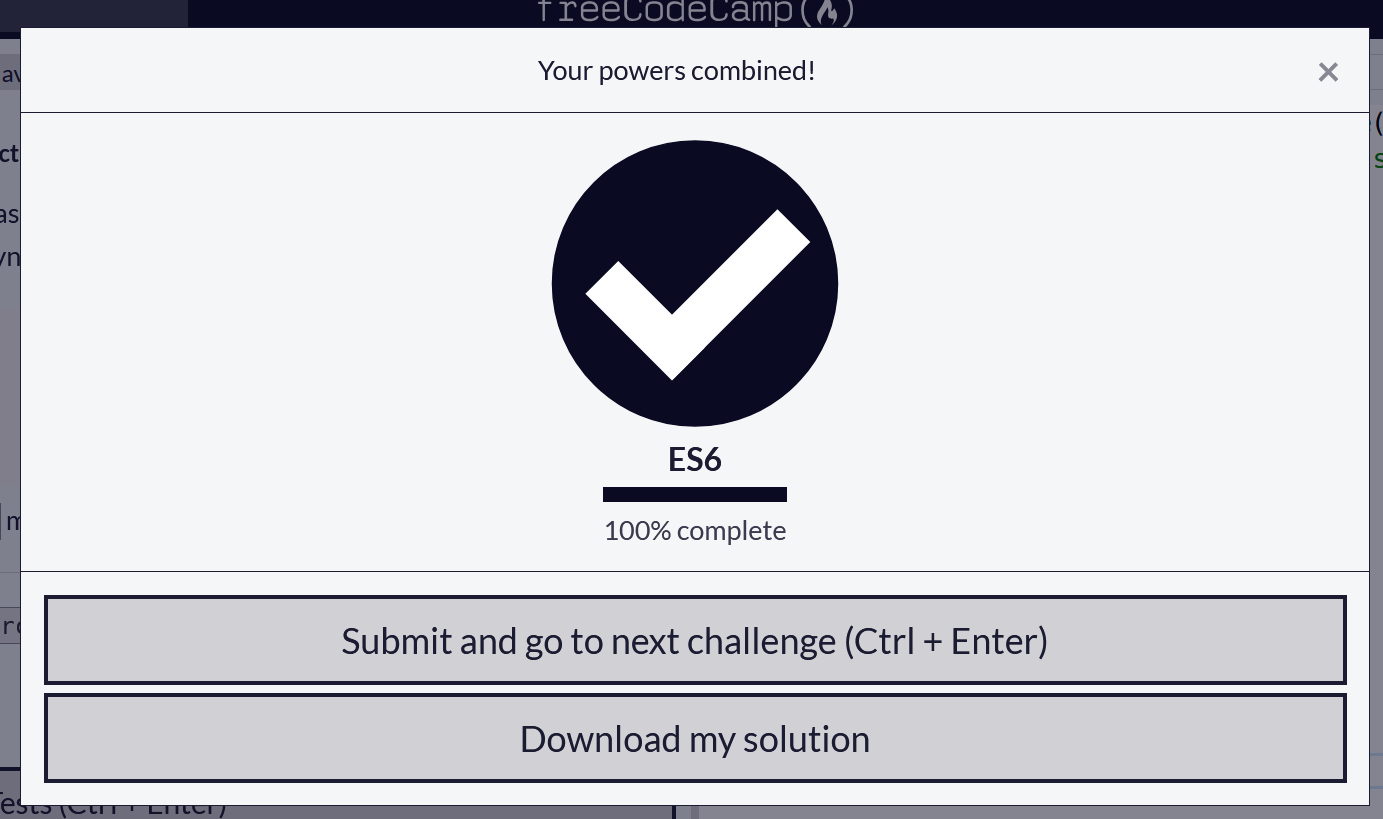 freeCodeCamp(🔥)
Your powers combined!
×
ES6
100% complete
Submit and go to next challenge (Ctrl + Enter)
Download my solution
Tests (Ctrl + Enter)